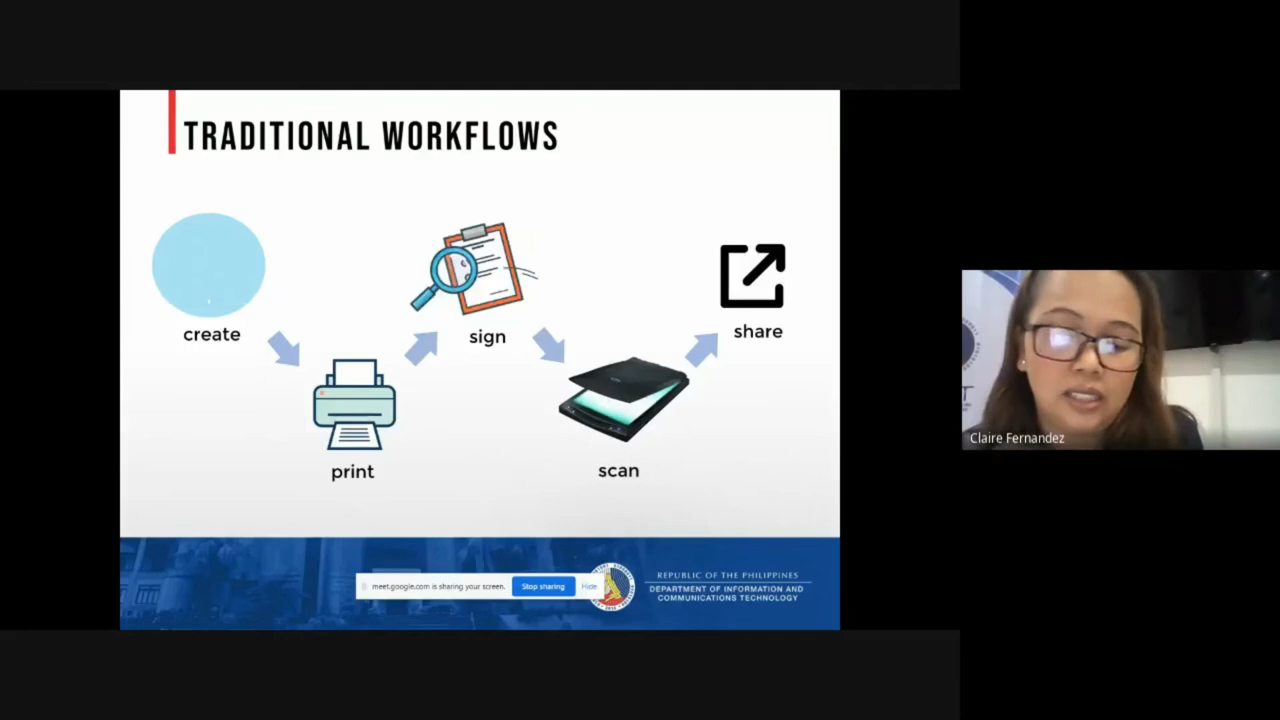 TRADITIONAL WORKFLOWS
create
print
sign
scan
share
meet.google.com is sharing your screen.
Stop sharing
Hide
REPUBLIC OF THE PHILIPPINES
DEPARTMENT OF INFORMATION AND
COMMUNICATIONS TECHNOLOGY
Claire Fernandez